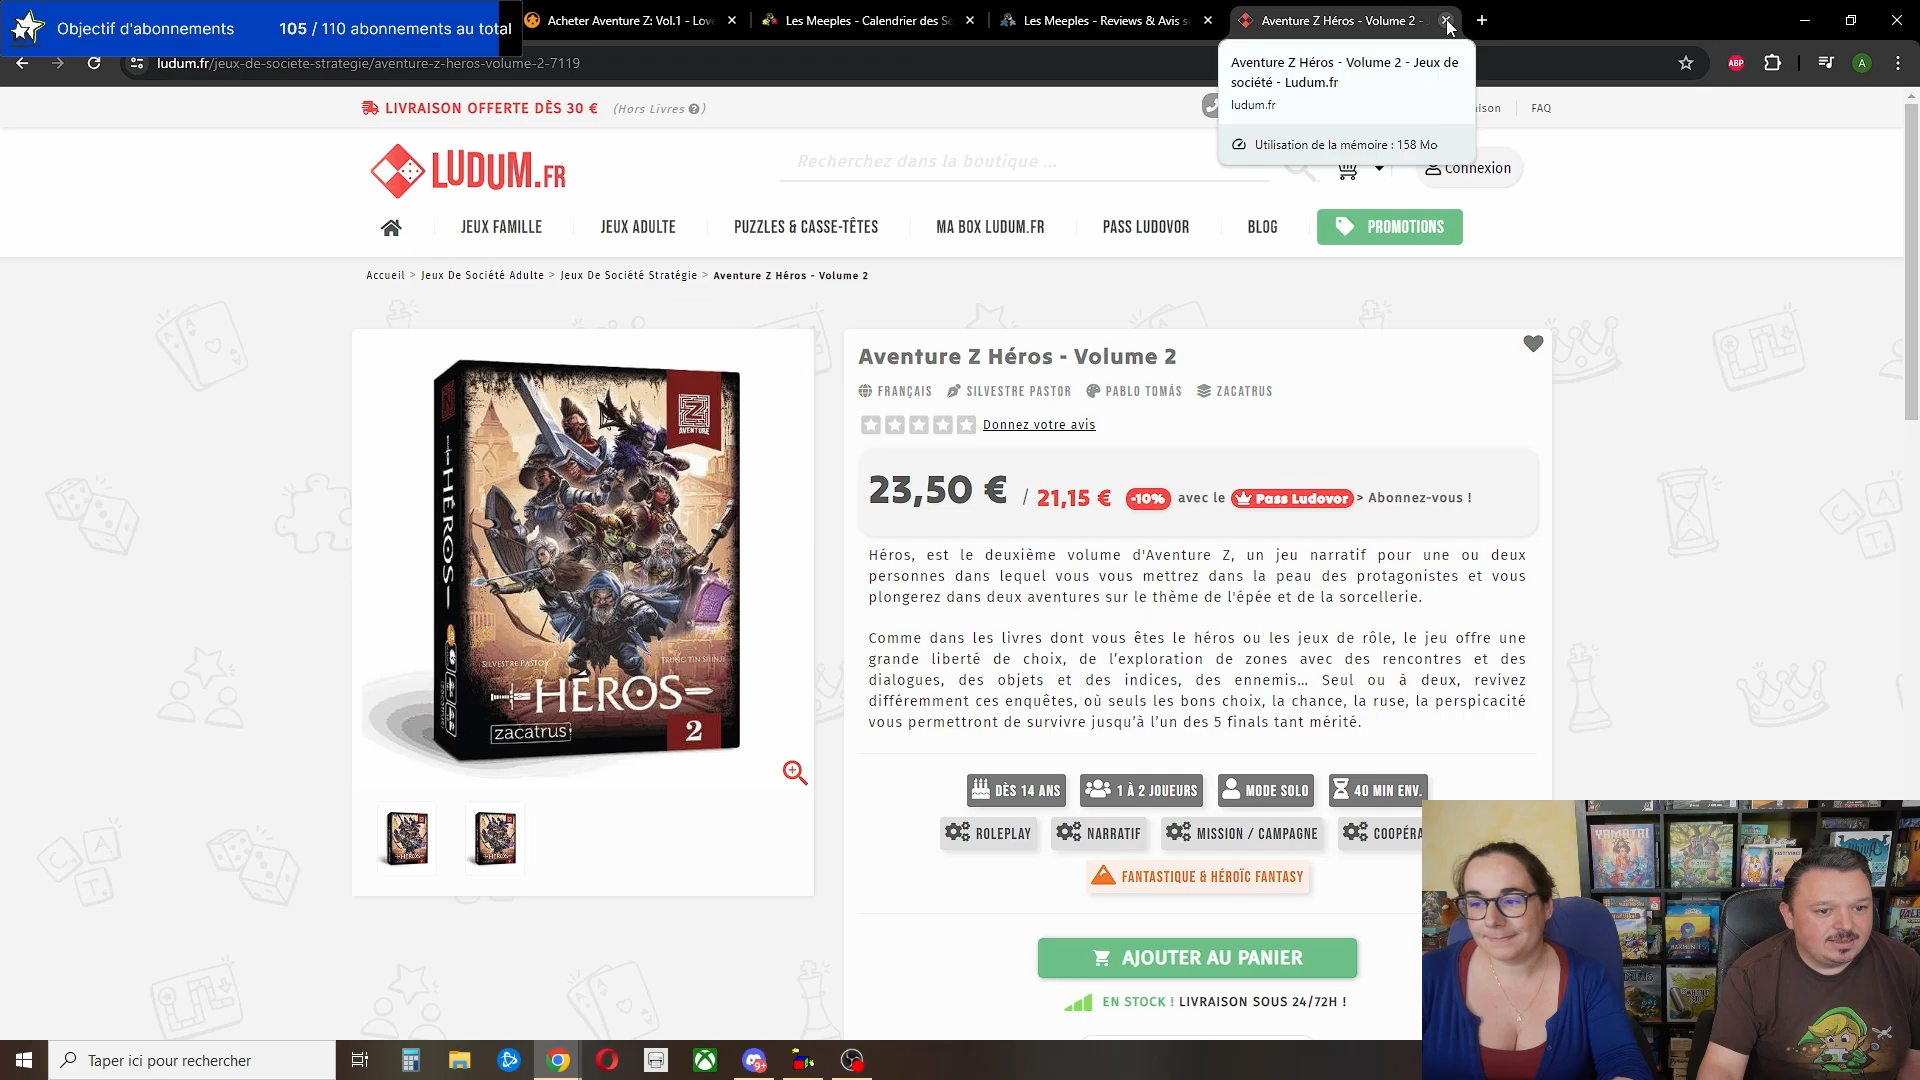 Objectif d'abonnements 105 / 110 abonnements au total
Acheter Aventure Z: Vol.1 - Lov
Les Meeples - Calendrier des So
Les Meeples - Reviews & Avis s
Aventure Z Héros - Volume 2 -
ludum.fr/jeux-de-societe-strategie/aventure-z-heros-volume-2-7119
ABP
A
Aventure Z Héros - Volume 2 - Jeux de
société - Ludum.fr
ludum.fr
Utilisation de la mémoire : 158 Mo
LIVRAISON OFFERTE DÈS 30 € (Hors Livres ?)
FAQ
LUDUM.FR
Recherchez dans la boutique ...
Connexion
JEUX FAMILLE
JEUX ADULTE
PUZZLES & CASSE-TÊTES
MA BOX LUDUM.FR
PASS LUDOVOR
BLOG
PROMOTIONS
Accueil > Jeux De Société Adulte > Jeux De Société Stratégie > Aventure Z Héros - Volume 2
Z
AVENTURE
HÉROS
SILVESTRE PASTOR
HÉROS
zacatrus
2
Aventure Z Héros - Volume 2
FRANÇAIS SILVESTRE PASTOR PABLO TOMÁS ZACATRUS
Donnez votre avis
23,50 € / 21,15 € -10% avec le Pass Ludovor > Abonnez-vous !
Héros, est le deuxième volume d'Aventure Z, un jeu narratif pour une ou deux
personnes dans lequel vous vous mettrez dans la peau des protagonistes et vous
plongerez dans deux aventures sur le thème de l'épée et de la sorcellerie.
Comme dans les livres dont vous êtes le héros ou les jeux de rôle, le jeu offre une
grande liberté de choix, de l'exploration de zones avec des rencontres et des
dialogues, des objets et des indices, des ennemis... Seul ou à deux, revivez
différemment ces enquêtes, où seuls les bons choix, la chance, la ruse, la perspicacité
vous permettront de survivre jusqu'à l'un des 5 finals tant mérité.
DÈS 14 ANS
1 À 2 JOUEURS
MODE SOLO
40 MIN ENV.
ROLEPLAY
NARRATIF
MISSION / CAMPAGNE
COOPÉRA
FANTASTIQUE & HÉROÏC FANTASY
AJOUTER AU PANIER
EN STOCK ! LIVRAISON SOUS 24/72H !
YAMATAÏ
Taper ici pour rechercher
9+